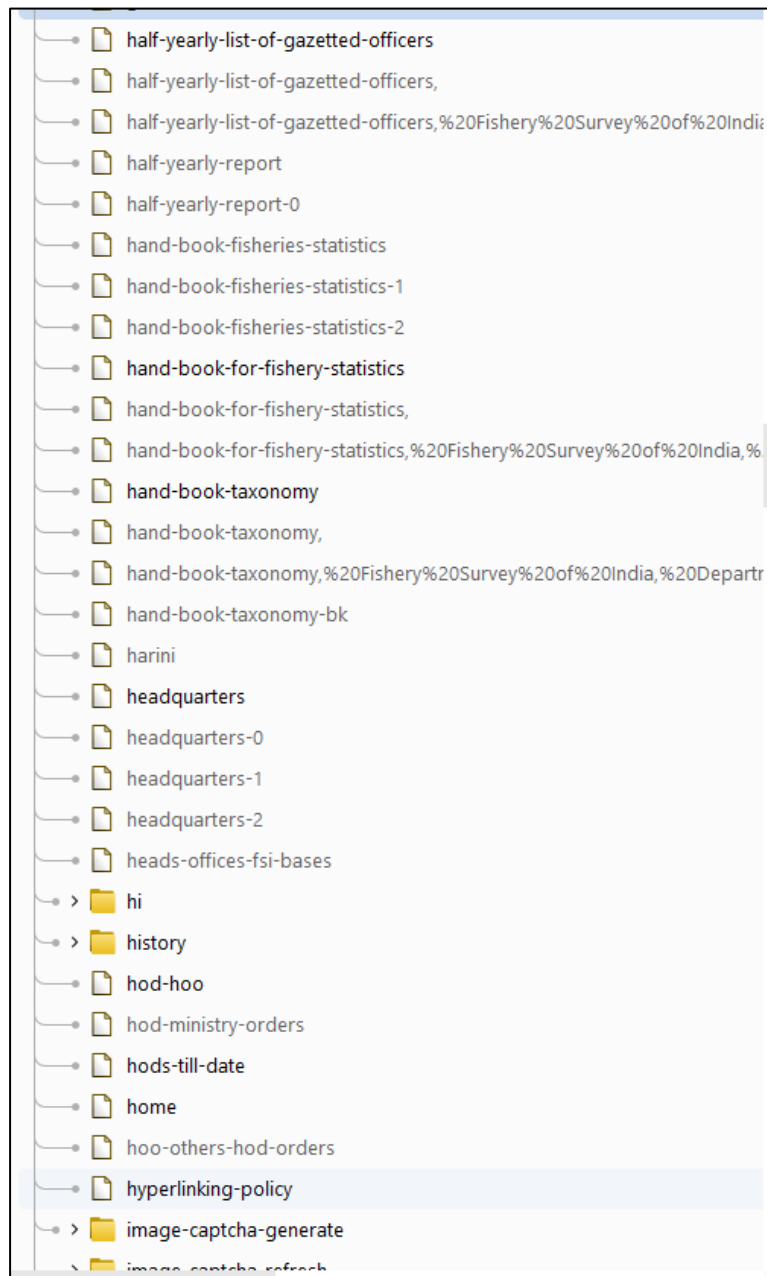 half-yearly-list-of-gazetted-officers
half-yearly-list-of-gazetted-officers,
half-yearly-list-of-gazetted-officers,%20Fishery%20Survey%20of%20India
half-yearly-report
half-yearly-report-0
hand-book-fisheries-statistics
hand-book-fisheries-statistics-1
hand-book-fisheries-statistics-2
hand-book-for-fishery-statistics
hand-book-for-fishery-statistics,
hand-book-for-fishery-statistics,%20Fishery%20Survey%20of%20India,%
hand-book-taxonomy
hand-book-taxonomy,
hand-book-taxonomy,%20Fishery%20Survey%20of%20India,%20Departr
hand-book-taxonomy-bk
harini
headquarters
headquarters-0
headquarters-1
headquarters-2
heads-offices-fsi-bases
hi
history
hod-hoo
hod-ministry-orders
hods-till-date
home
hoo-others-hod-orders
hyperlinking-policy
image-captcha-generate
image-captcha-refresh